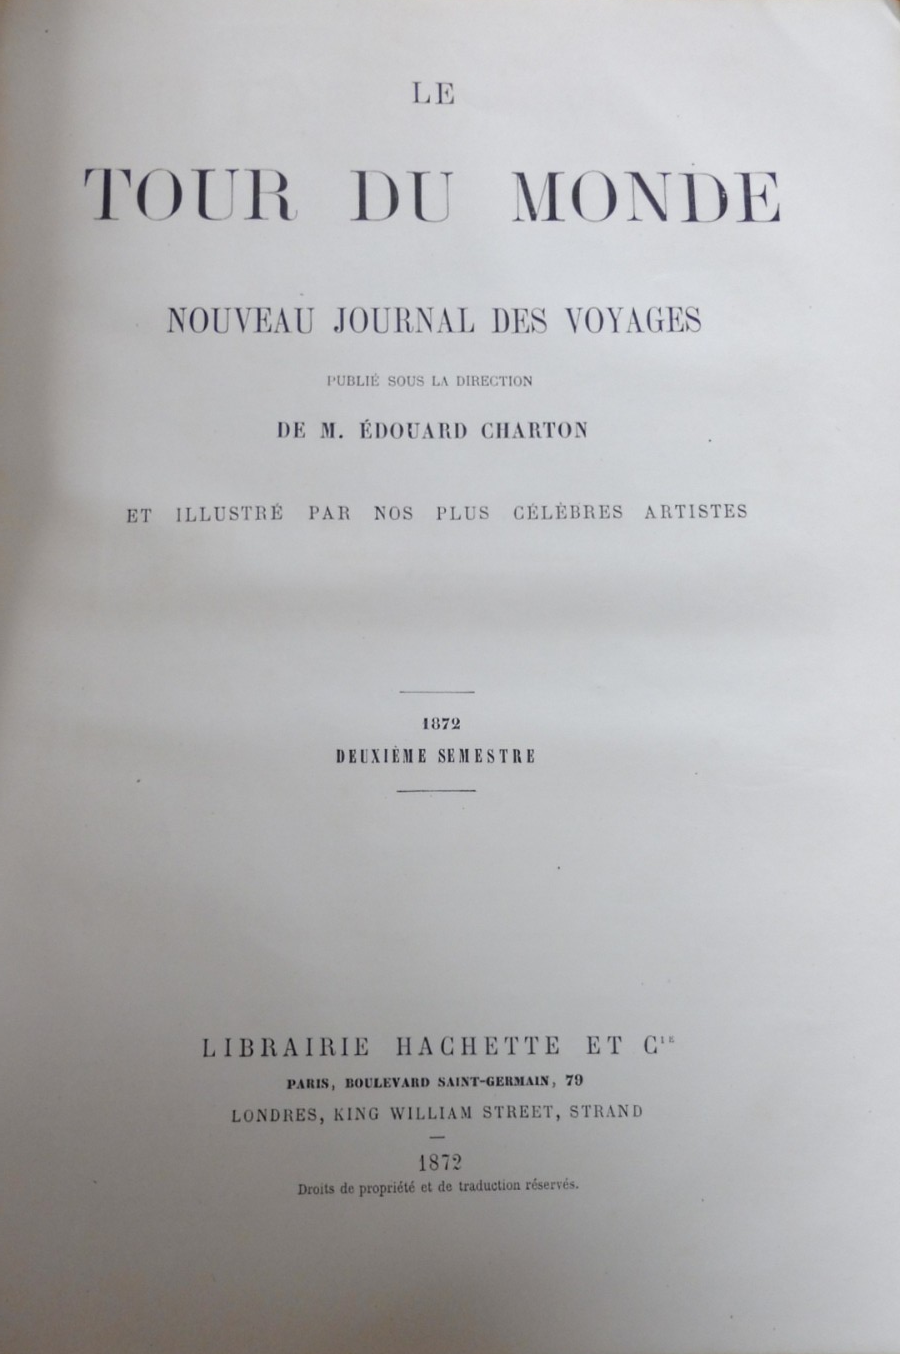 LE
TOUR DU MONDE
NOUVEAU JOURNAL DES VOYAGES
PUBLIÉ SOUS LA DIRECTION
DE M. ÉDOUARD CHARTON
ET ILLUSTRÉ PAR NOS PLUS CÉLÈBRES ARTISTES
1872
DEUXIÈME SEMESTRE
LIBRAIRIE HACHETTE ET Cᴵᴱ
PARIS, BOULEVARD SAINT-GERMAIN, 79
LONDRES, KING WILLIAM STREET, STRAND
1872
Droits de propriété et de traduction réservés.